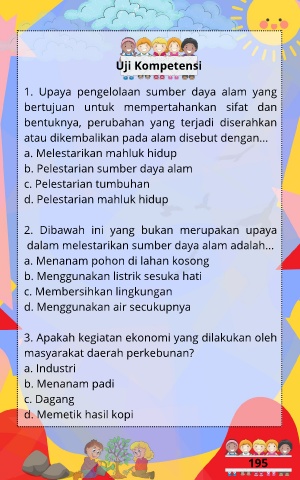 Uji Kompetensi
1. Upaya pengelolaan sumber daya alam yang
bertujuan untuk mempertahankan sifat dan
bentuknya, perubahan yang terjadi diserahkan
atau dikembalikan pada alam disebut dengan...
a. Melestarikan mahluk hidup
b. Pelestarian sumber daya alam
c. Pelestarian tumbuhan
d. Pelestarian mahluk hidup
2. Dibawah ini yang bukan merupakan upaya
dalam melestarikan sumber daya alam adalah...
a. Menanam pohon di lahan kosong
b. Menggunakan listrik sesuka hati
c. Membersihkan lingkungan
d. Menggunakan air secukupnya
3. Apakah kegiatan ekonomi yang dilakukan oleh
masyarakat daerah perkebunan?
a. Industri
b. Menanam padi
c. Dagang
d. Memetik hasil kopi
195